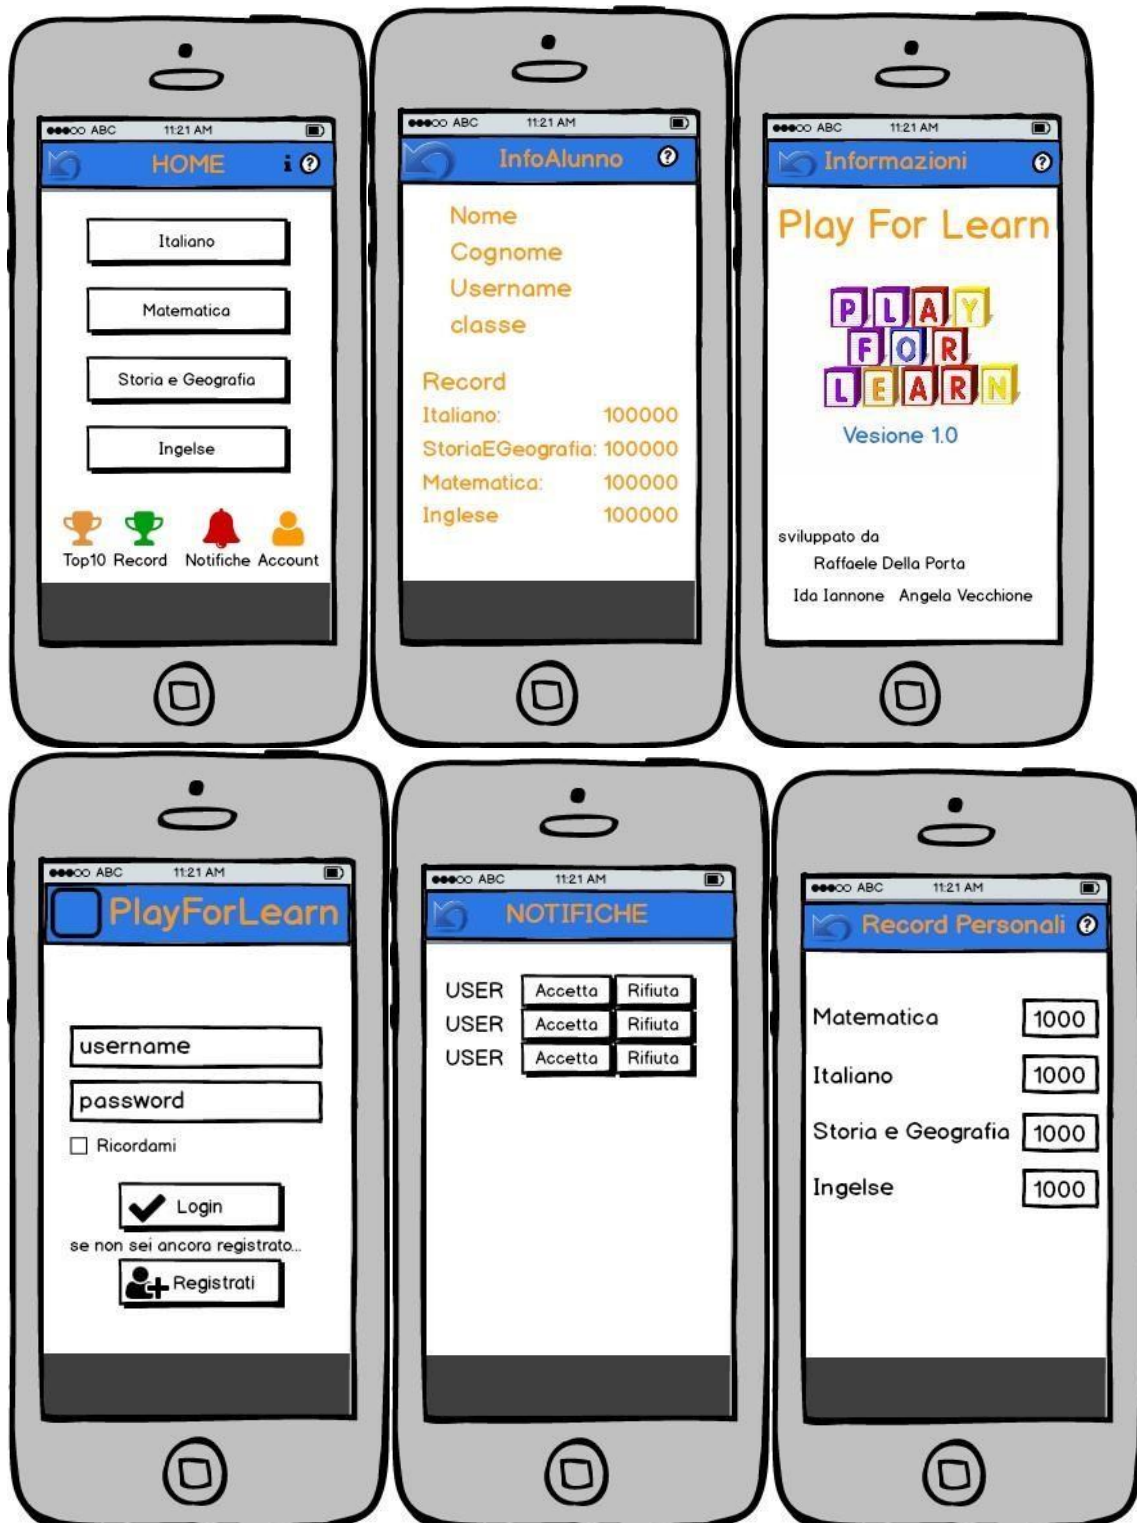 ABC 11:21 AM
HOME i ?
Italiano
Matematica
Storia e Geografia
Ingelse
Top10 Record Notifiche Account
ABC 11:21 AM
InfoAlunno ?
Nome
Cognome
Username
classe
Record
Italiano: 100000
StoriaEGeografia: 100000
Matematica: 100000
Inglese 100000
ABC 11:21 AM
Informazioni ?
Play For Learn
PLAY
FOR
LEARN
Vesione 1.0
sviluppato da
Raffaele Della Porta
Ida Iannone Angela Vecchione
ABC 11:21 AM
PlayForLearn
username
password
Ricordami
Login
se non sei ancora registrato...
Registrati
ABC 11:21 AM
NOTIFICHE
USER Accetta Rifiuta
USER Accetta Rifiuta
USER Accetta Rifiuta
ABC 11:21 AM
Record Personali ?
Matematica 1000
Italiano 1000
Storia e Geografia 1000
Ingelse 1000